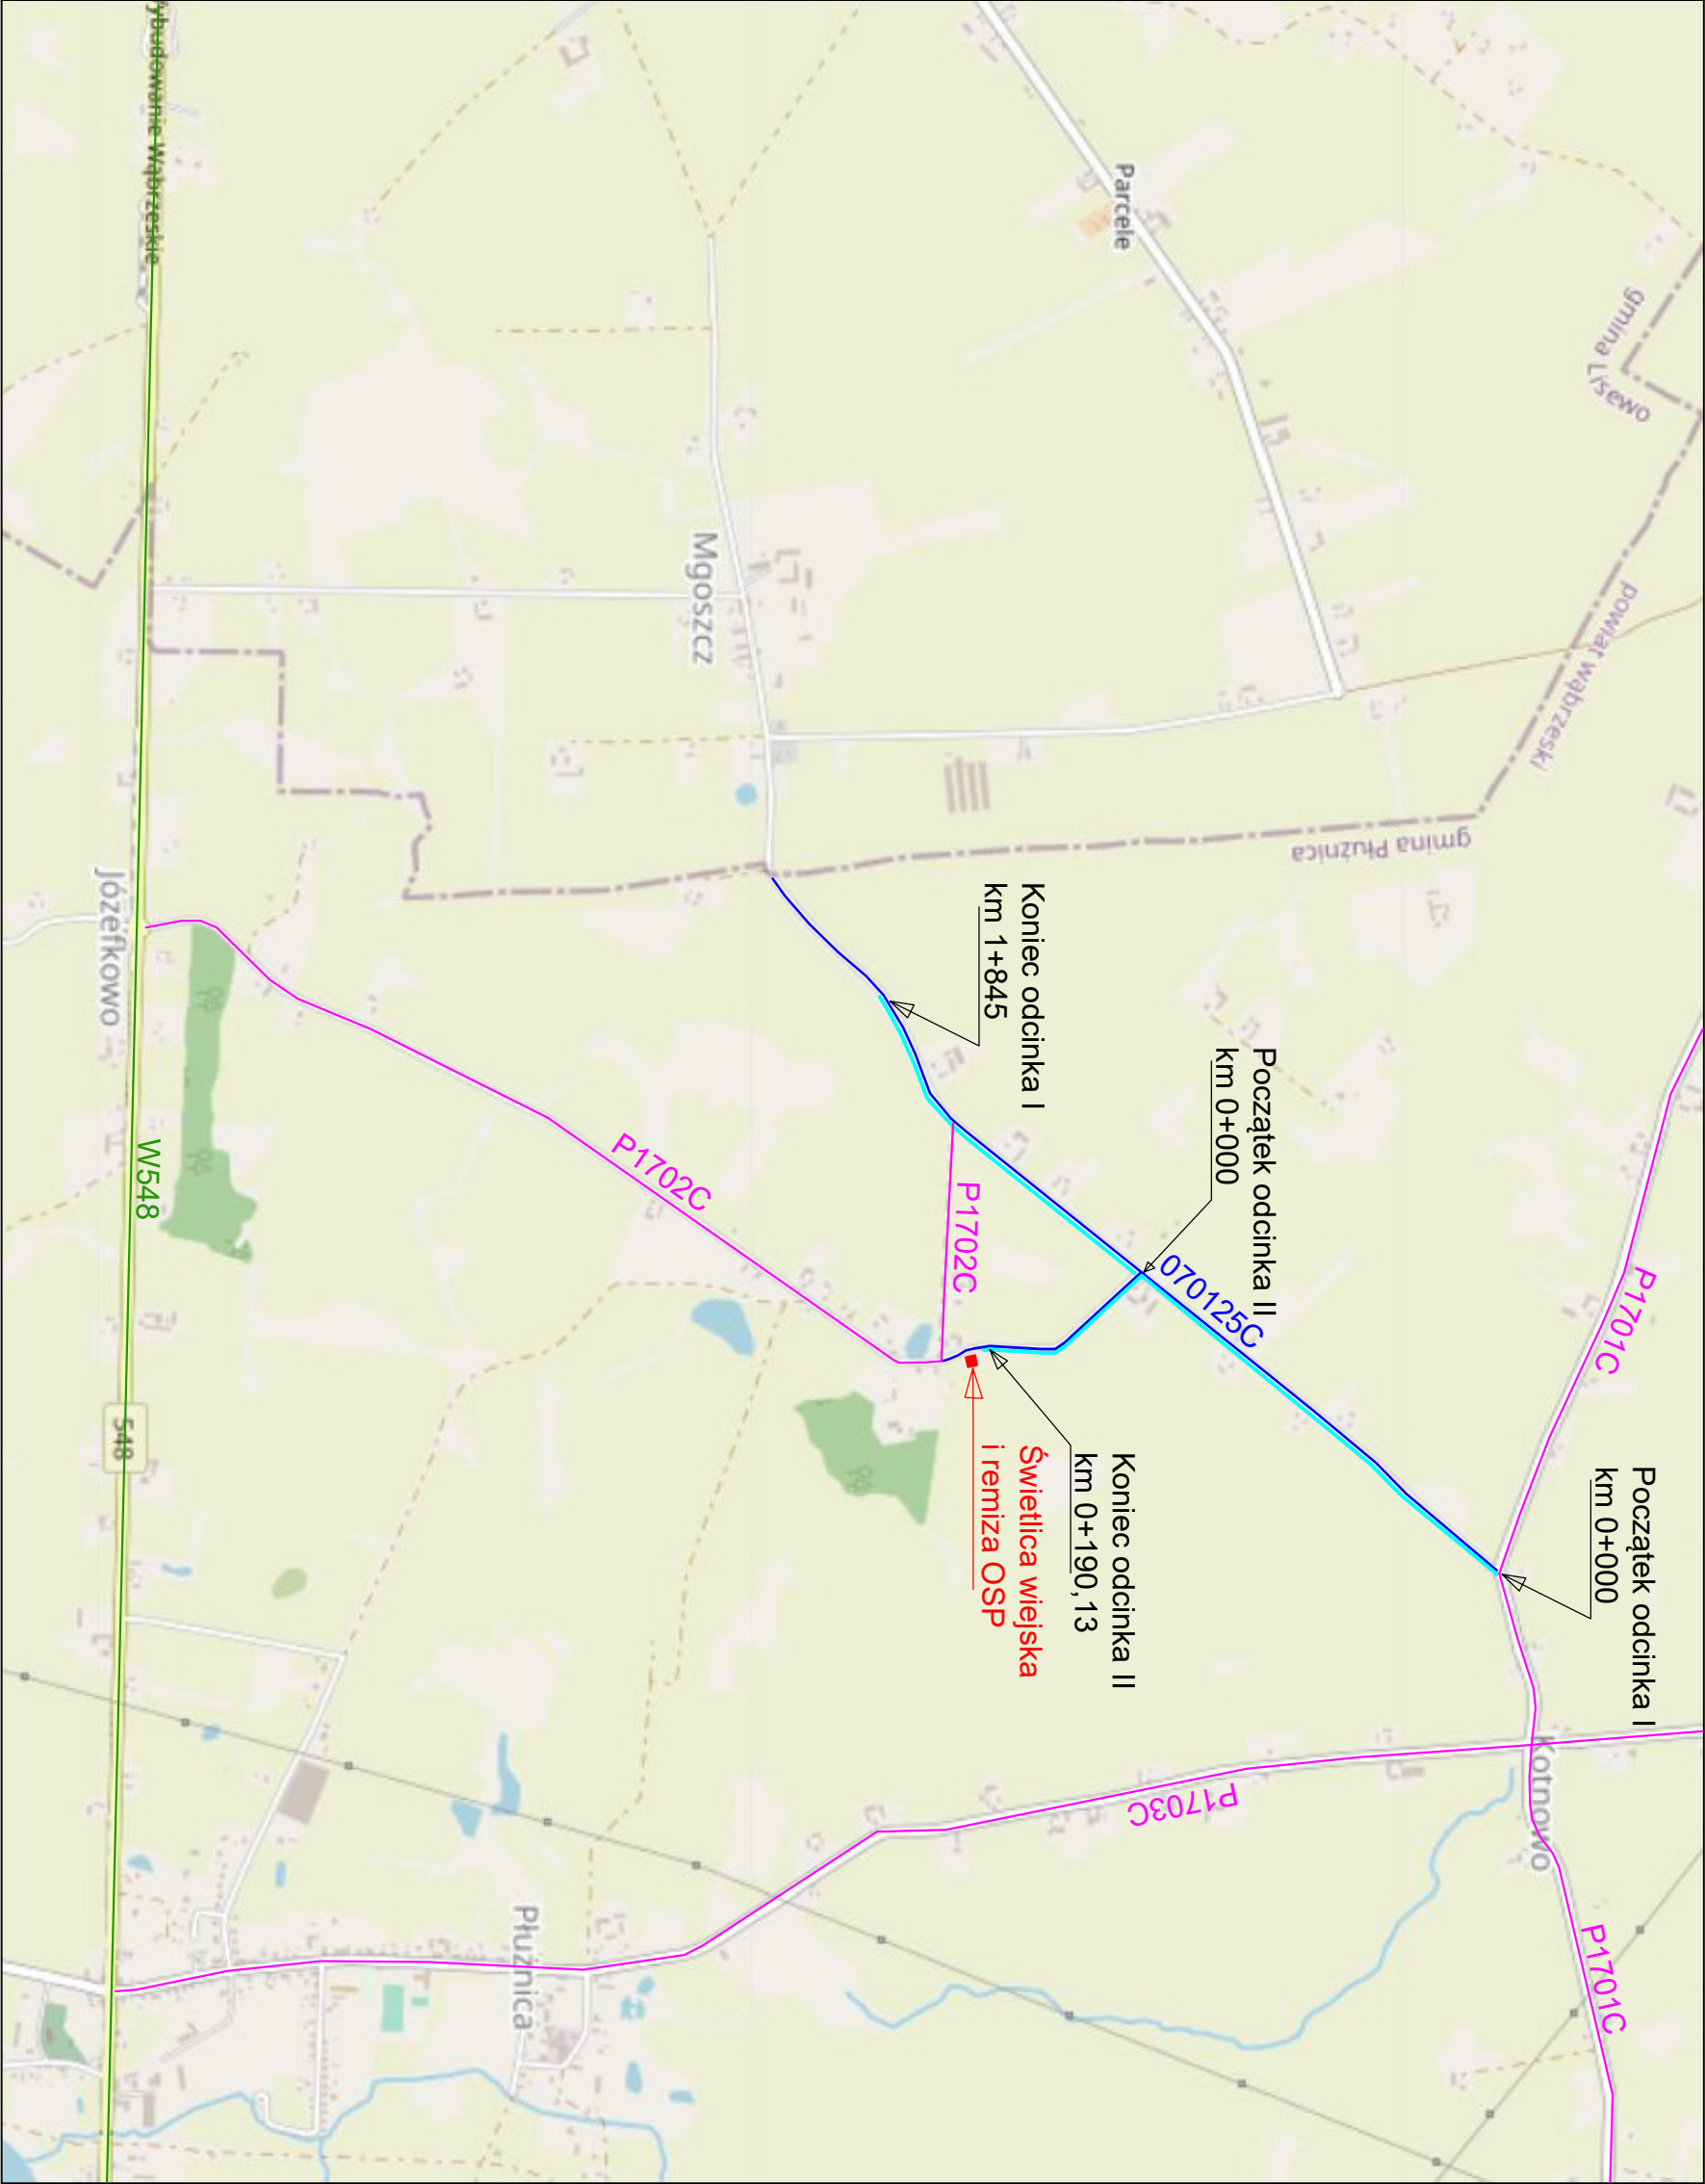 Wybudowanie Wąbrzeskie
Parcele
gmina Lisewo
powiat wąbrzeski
gmina Płużnica
Mgoszcz
Józefkowo
Koniec odcinka I
km 1+845
Początek odcinka II
km 0+000
070125C
P1702C
P1702C
W548
548
P1701C
Początek odcinka I
km 0+000
Koniec odcinka II
km 0+190,13
Świetlica wiejska
i remiza OSP
Kotnowo
P1703C
P1701C
Płużnica